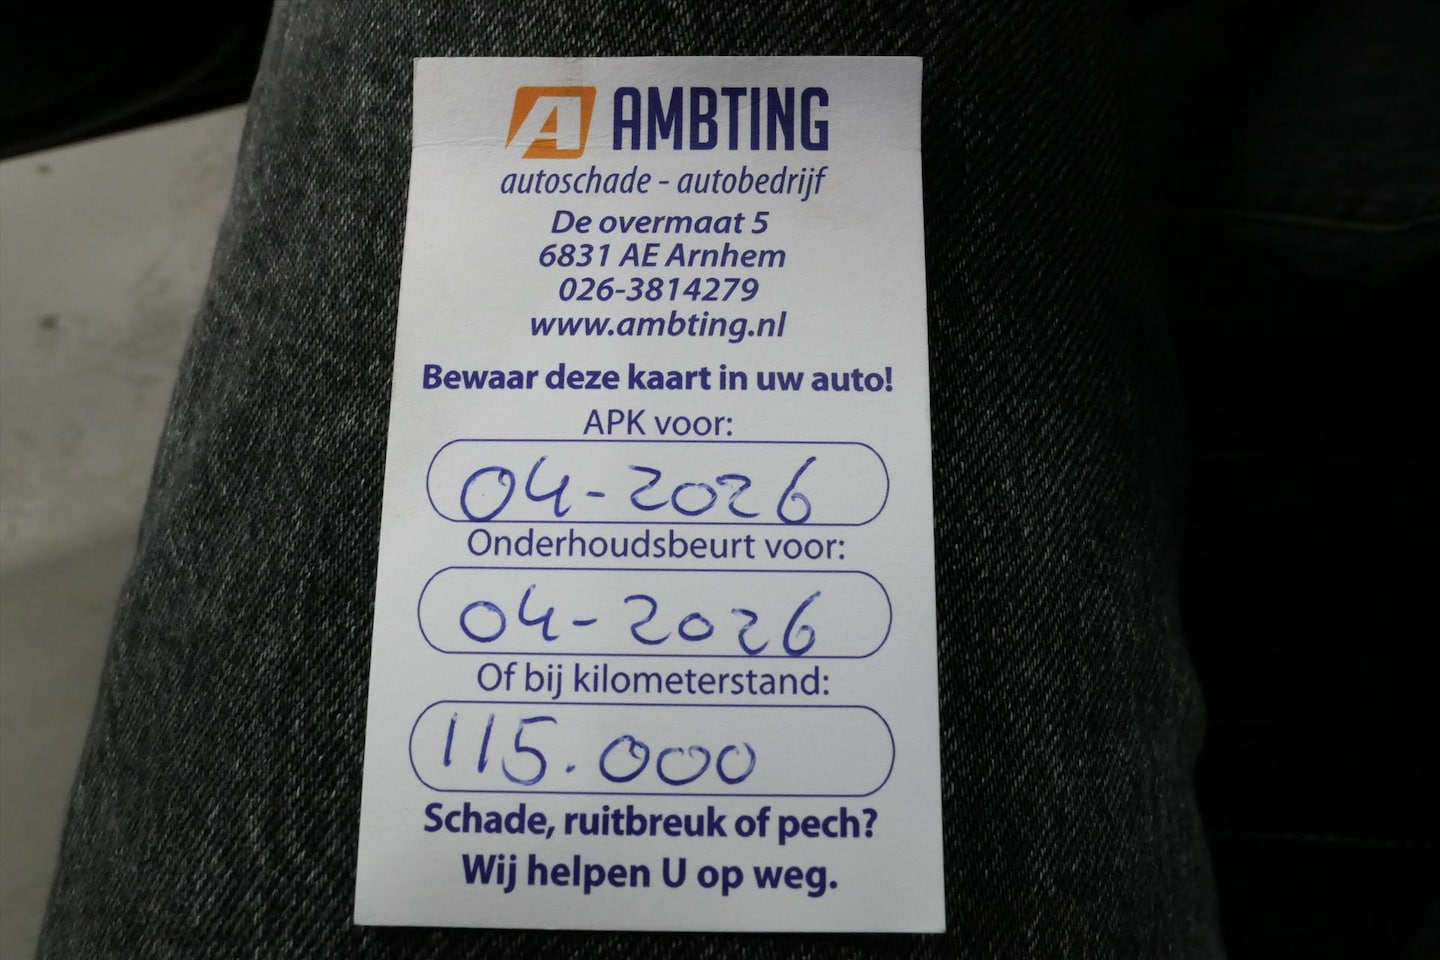 A AMBTING
autoschade - autobedrijf
De overmaat 5
6831 AE Arnhem
026-3814279
www.ambting.nl
Bewaar deze kaart in uw auto!
APK voor:
04-2026
Onderhoudsbeurt voor:
04-2026
Of bij kilometerstand:
115.000
Schade, ruitbreuk of pech?
Wij helpen U op weg.